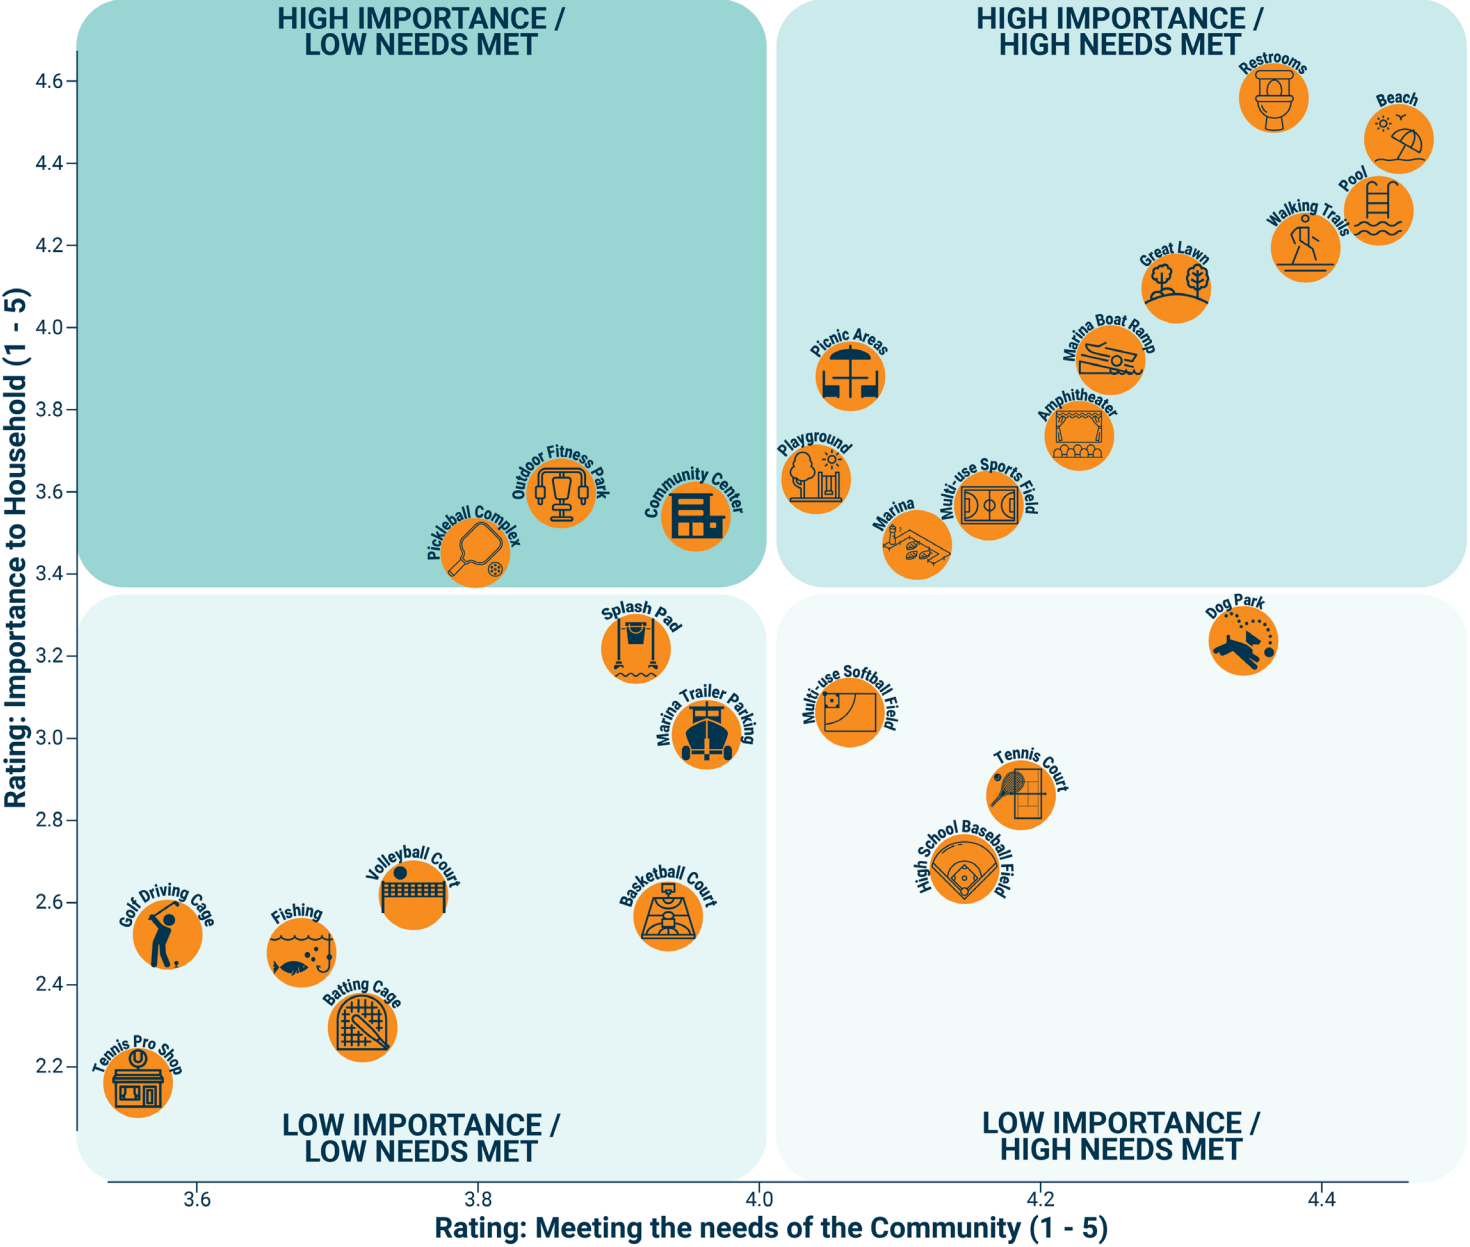 HIGH IMPORTANCE /
LOW NEEDS MET
HIGH IMPORTANCE /
HIGH NEEDS MET
Restrooms
Beach
Pool
Walking Trails
Great Lawn
Marina Boat Ramp
Picnic Areas
Amphitheater
Playground
Multi-use Sports Field
Marina
Outdoor Fitness Park
Community Center
Pickleball Complex
Splash Pad
Marina Trailer Parking
Dog Park
Multi-use Softball Field
Tennis Court
High School Baseball Field
Volleyball Court
Basketball Court
Golf Driving Cage
Fishing
Batting Cage
Tennis Pro Shop
LOW IMPORTANCE /
LOW NEEDS MET
LOW IMPORTANCE /
HIGH NEEDS MET
4.6
4.4
4.2
4.0
3.8
3.6
3.4
3.2
3.0
2.8
2.6
2.4
2.2
Rating: Importance to Household (1 - 5)
3.6
3.8
4.0
4.2
4.4
Rating: Meeting the needs of the Community (1 - 5)